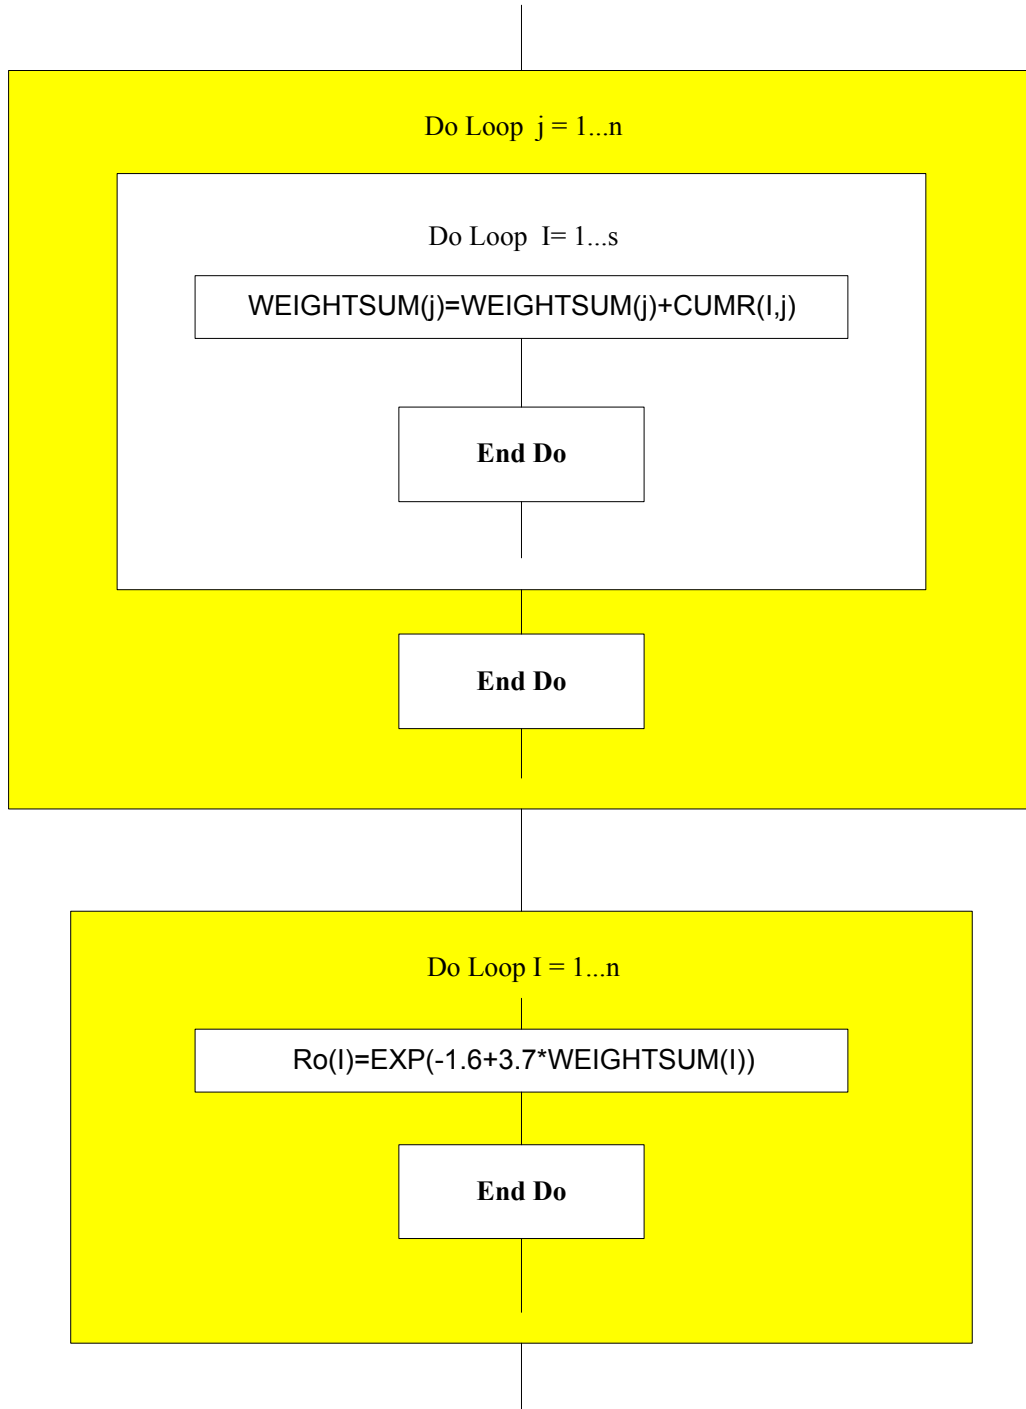 Do Loop j = 1...n
Do Loop I= 1...s
WEIGHTSUM(j)=WEIGHTSUM(j)+CUMR(I,j)
End Do
End Do
Do Loop I = 1...n
Ro(I)=EXP(-1.6+3.7*WEIGHTSUM(I))
End Do